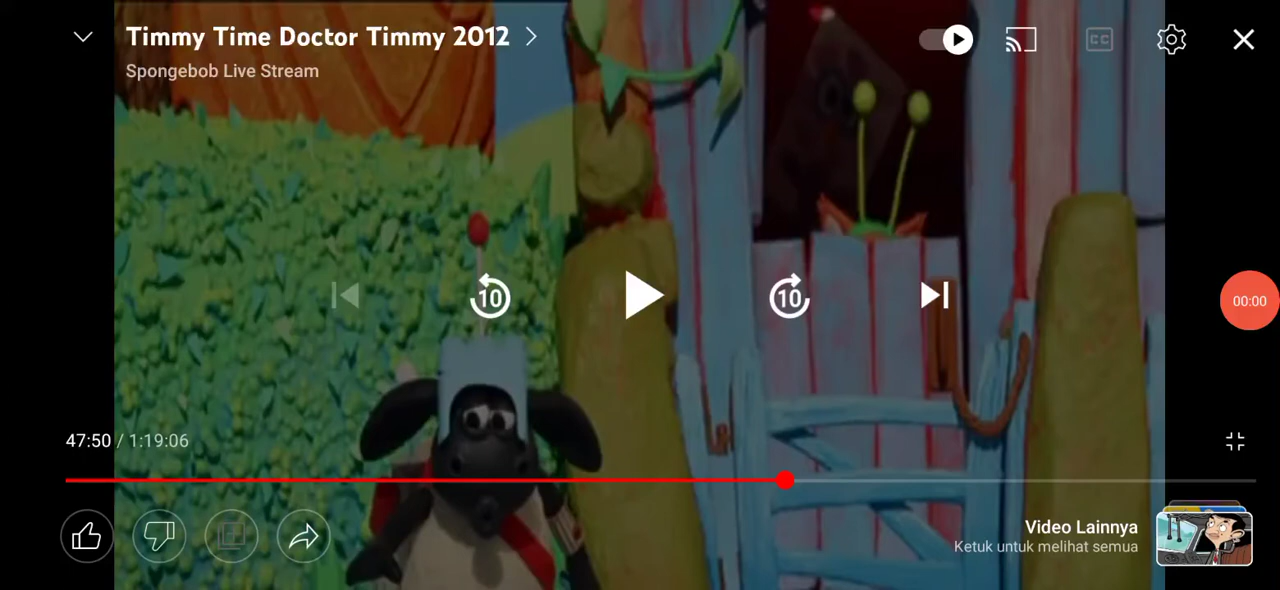 Timmy Time Doctor Timmy 2012
Spongebob Live Stream
CC
10
10
00:00
47:50 / 1:19:06
Video Lainnya
Ketuk untuk melihat semua